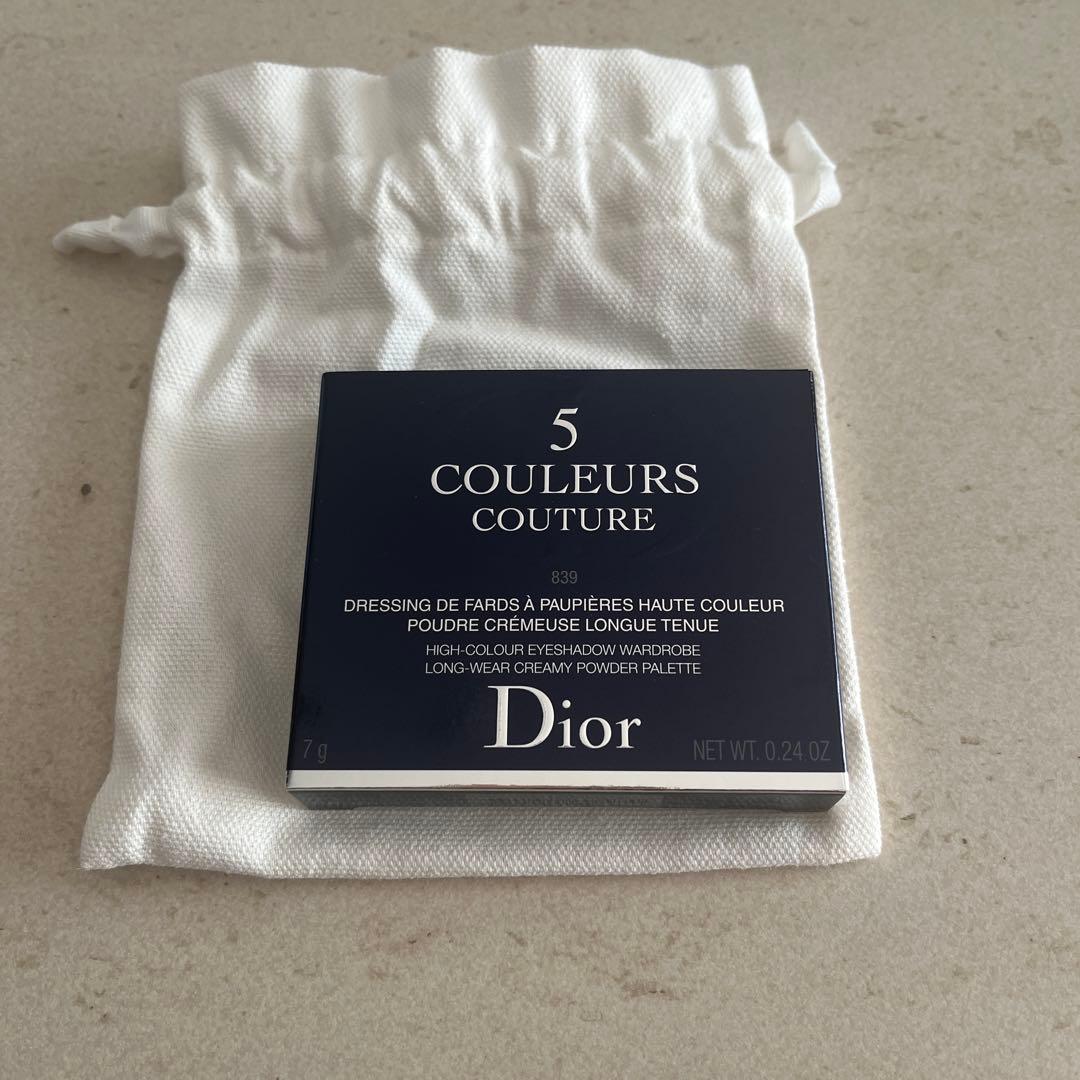 5
COULEURS
COUTURE
839
DRESSING DE FARDS À PAUPIÈRES HAUTE COULEUR
POUDRE CRÉMEUSE LONGUE TENUE
HIGH-COLOUR EYESHADOW WARDROBE
LONG-WEAR CREAMY POWDER PALETTE
Dior
7 g NET WT. 0.24 OZ